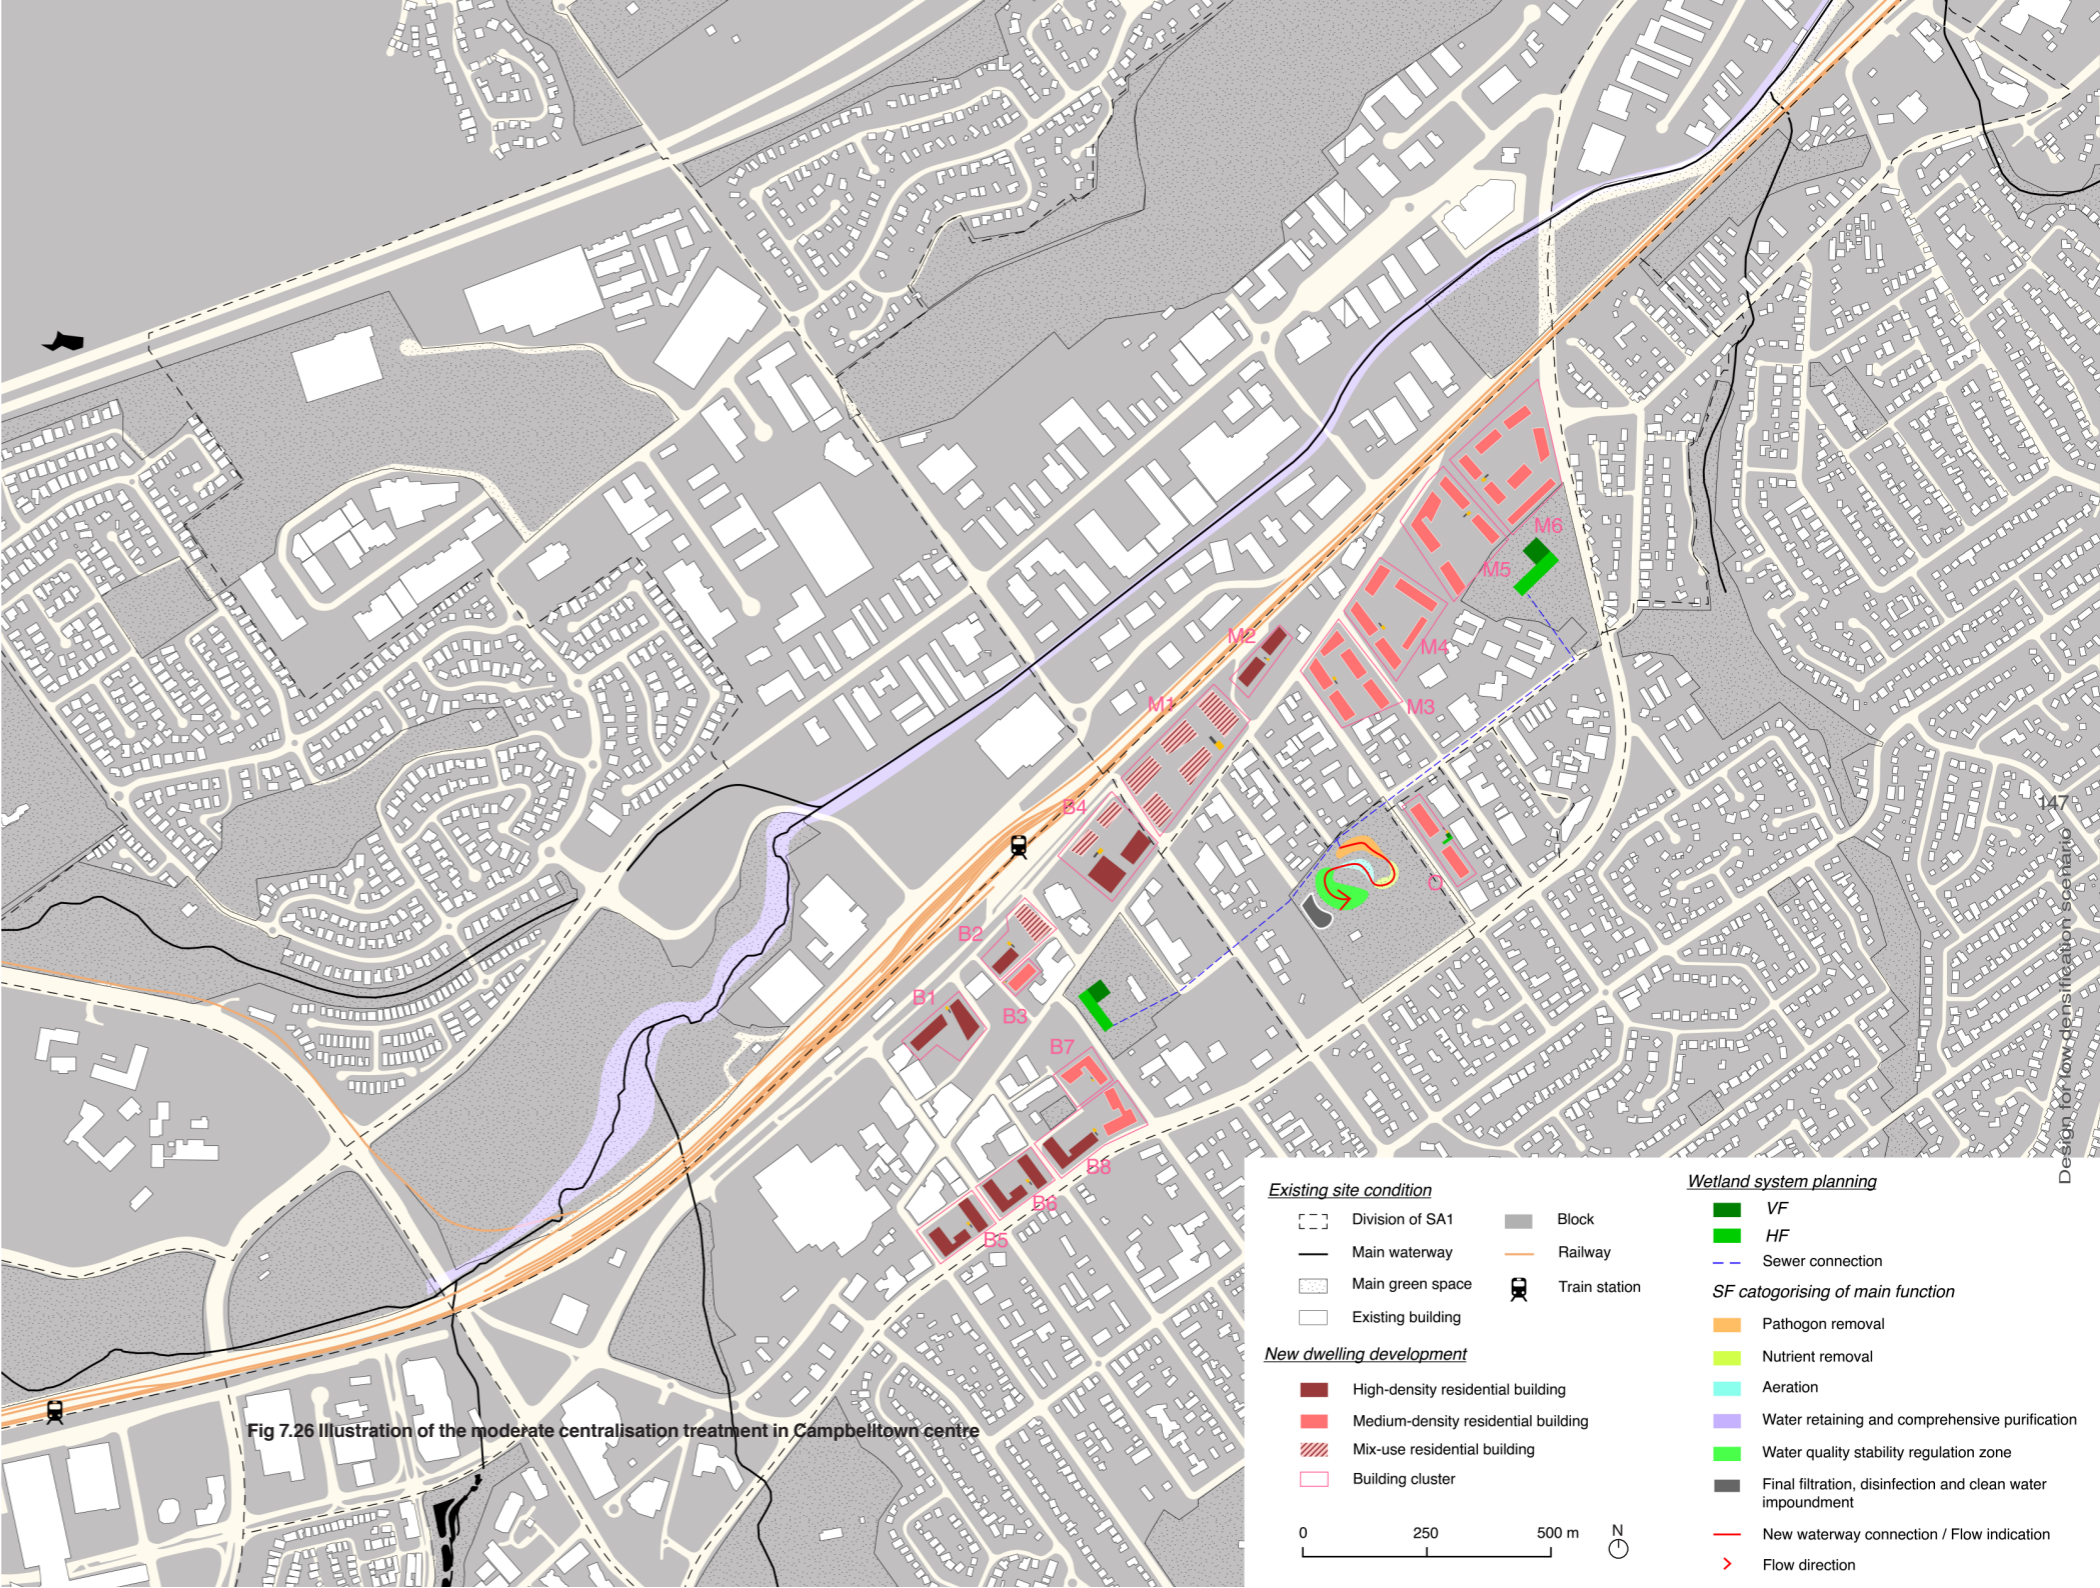 M6
M5
M2
M4
M1
M3
B4
147
Q
B2
B1
B3
B7
B8
B6
B5
Design for low-densification scenario
Fig 7.26 Illustration of the moderate centralisation treatment in Campbelltown centre
Existing site condition
Division of SA1
Block
Main waterway
Railway
Main green space
Train station
Existing building
New dwelling development
High-density residential building
Medium-density residential building
Mix-use residential building
Building cluster
0 250 500 m
N
Wetland system planning
VF
HF
Sewer connection
SF catogorising of main function
Pathogon removal
Nutrient removal
Aeration
Water retaining and comprehensive purification
Water quality stability regulation zone
Final filtration, disinfection and clean water
impoundment
New waterway connection / Flow indication
Flow direction